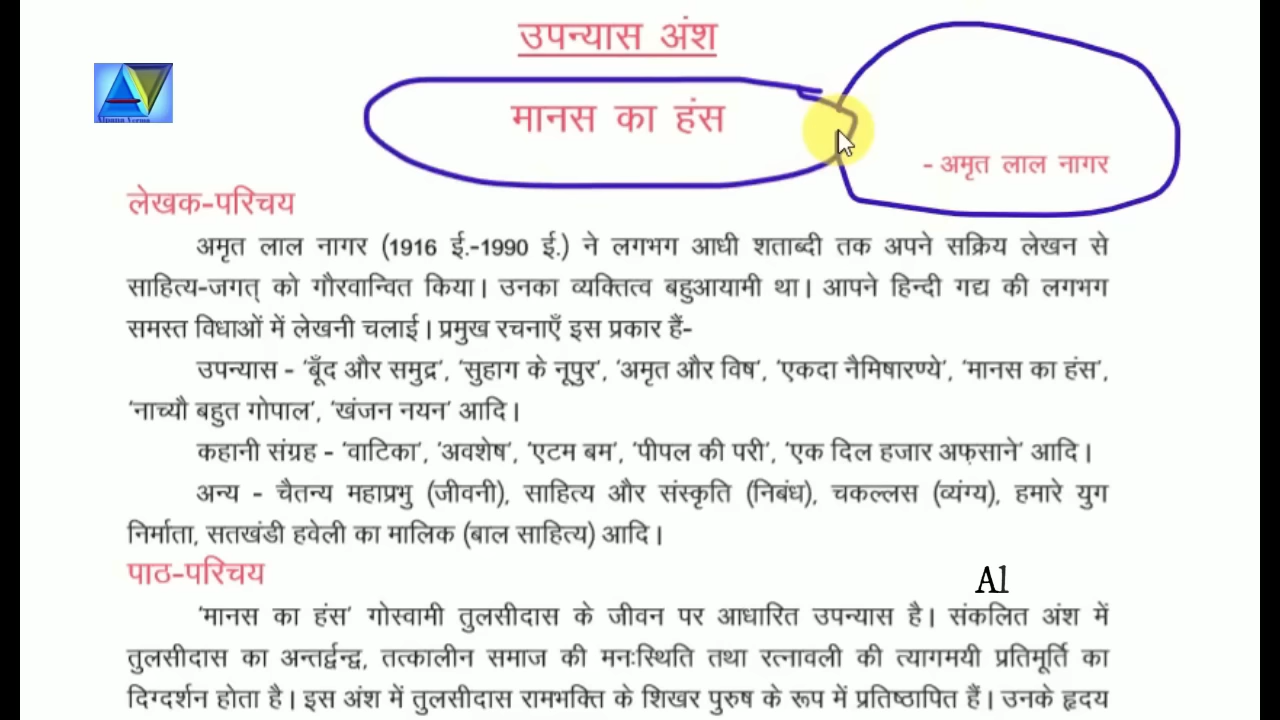 उपन्यास अंश
मानस का हंस
- अमृत लाल नागर
लेखक-परिचय
अमृत लाल नागर (1916 ई.-1990 ई.) ने लगभग आधी शताब्दी तक अपने सक्रिय लेखन से
साहित्य-जगत् को गौरवान्वित किया। उनका व्यक्तित्व बहुआयामी था। आपने हिन्दी गद्य की लगभग
समस्त विधाओं में लेखनी चलाई। प्रमुख रचनाएँ इस प्रकार हैं-
उपन्यास - 'बूँद और समुद्र', 'सुहाग के नूपुर', 'अमृत और विष', 'एकदा नैमिषारण्ये', 'मानस का हंस',
'नाच्यौ बहुत गोपाल', 'खंजन नयन' आदि।
कहानी संग्रह - 'वाटिका', 'अवशेष', 'एटम बम', 'पीपल की परी', 'एक दिल हजार अफ़साने' आदि।
अन्य - चैतन्य महाप्रभु (जीवनी), साहित्य और संस्कृति (निबंध), चकल्लस (व्यंग्य), हमारे युग
निर्माता, सतखंडी हवेली का मालिक (बाल साहित्य) आदि।
पाठ-परिचय
Al
'मानस का हंस' गोस्वामी तुलसीदास के जीवन पर आधारित उपन्यास है। संकलित अंश में
तुलसीदास का अन्तर्द्वन्द्व, तत्कालीन समाज की मनःस्थिति तथा रत्नावली की त्यागमयी प्रतिमूर्ति का
दिग्दर्शन होता है। इस अंश में तुलसीदास रामभक्ति के शिखर पुरुष के रूप में प्रतिष्ठापित हैं। उनके हृदय